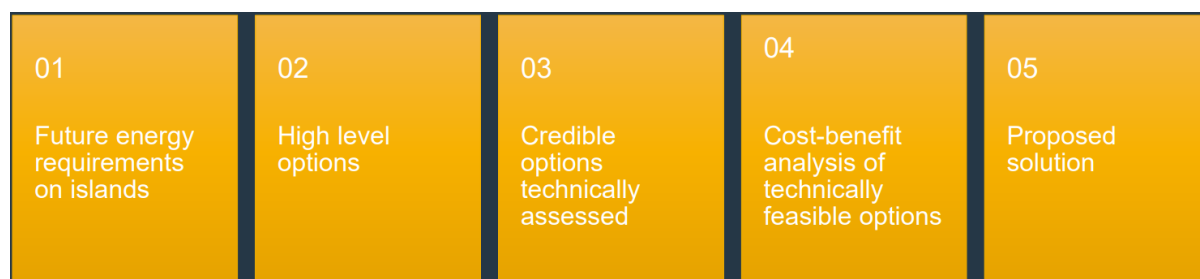 01
Future energy
requirements
on islands
02
High level
options
03
Credible
options
technically
assessed
04
Cost-benefit
analysis of
technically
feasible options
05
Proposed
solution